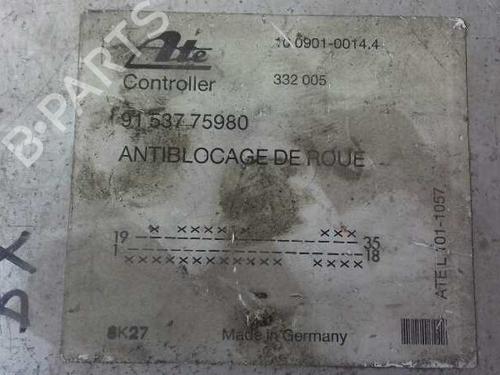 Ate
10 0901-0014.4
Controller
332 005
91 537 75980
ANTIBLOCAGE DE ROUE
19
35
1
18
ATE L 101-1057
8K27
Made in Germany
DX
B-PARTS